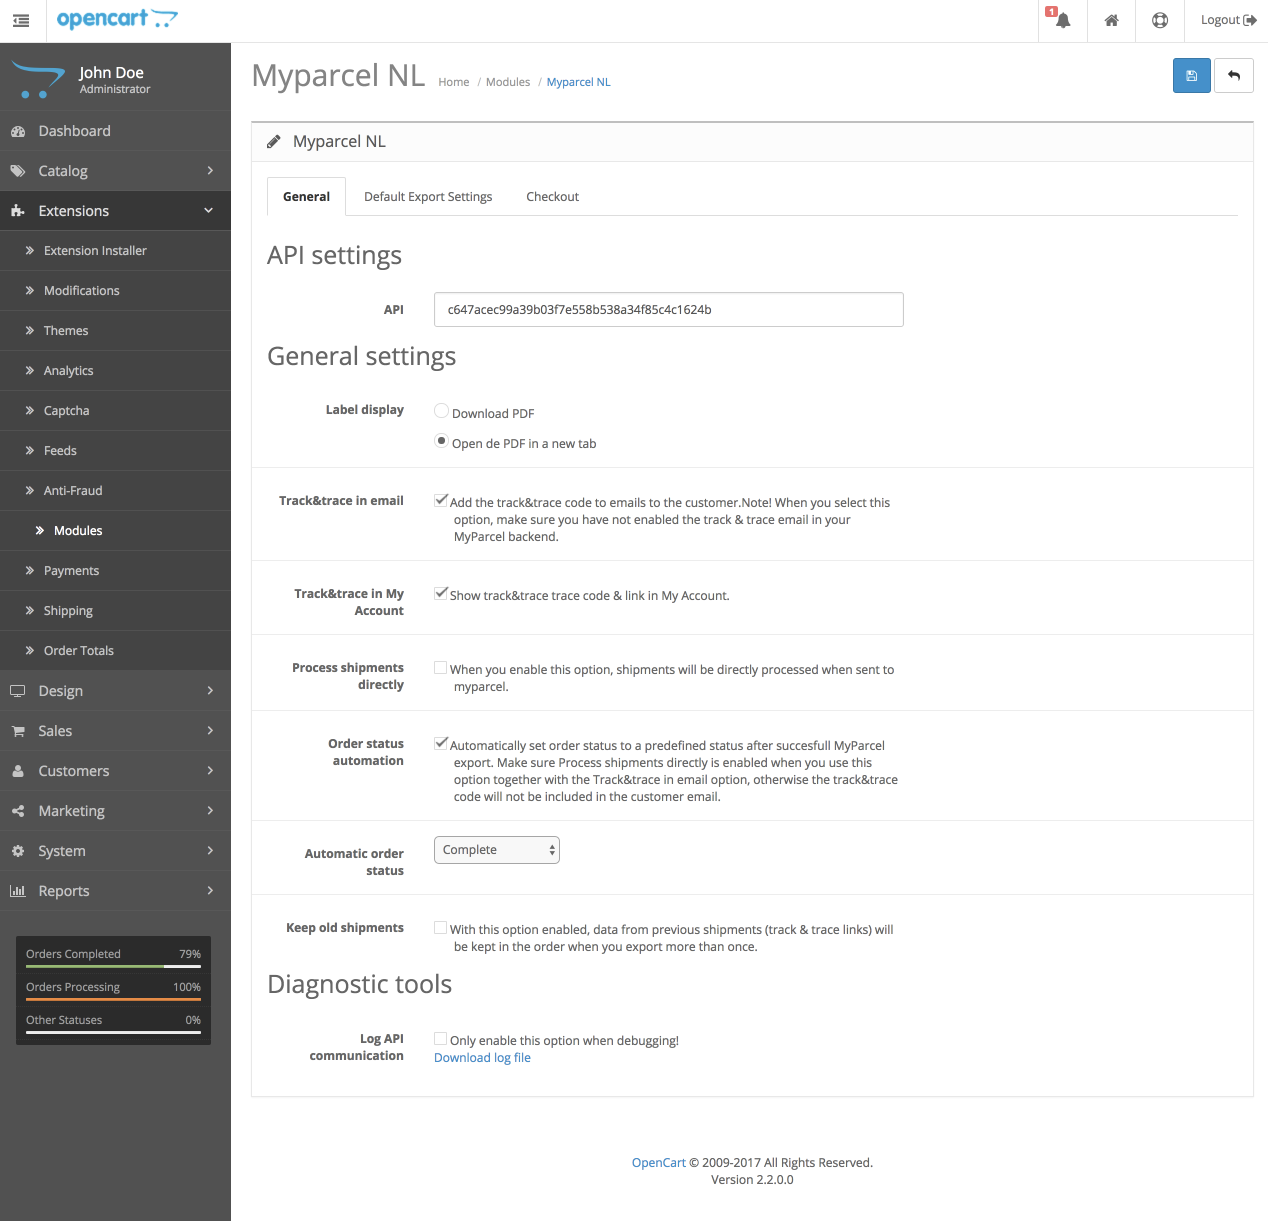 opencart
1
Logout
John Doe
Administrator
Dashboard
Catalog
Extensions
Extension Installer
Modifications
Themes
Analytics
Captcha
Feeds
Anti-Fraud
Modules
Payments
Shipping
Order Totals
Design
Sales
Customers
Marketing
System
Reports
Orders Completed 79%
Orders Processing 100%
Other Statuses 0%
Myparcel NL Home / Modules / Myparcel NL
Myparcel NL
General Default Export Settings Checkout
API settings
API c647acec99a39b03f7e558b538a34f85c4c1624b
General settings
Label display
Download PDF
Open de PDF in a new tab
Track&trace in email
Add the track&trace code to emails to the customer.Note! When you select this
option, make sure you have not enabled the track & trace email in your
MyParcel backend.
Track&trace in My
Account
Show track&trace trace code & link in My Account.
Process shipments
directly
When you enable this option, shipments will be directly processed when sent to
myparcel.
Order status
automation
Automatically set order status to a predefined status after succesfull MyParcel
export. Make sure Process shipments directly is enabled when you use this
option together with the Track&trace in email option, otherwise the track&trace
code will not be included in the customer email.
Automatic order
status
Complete
Keep old shipments
With this option enabled, data from previous shipments (track & trace links) will
be kept in the order when you export more than once.
Diagnostic tools
Log API
communication
Only enable this option when debugging!
Download log file
OpenCart © 2009-2017 All Rights Reserved.
Version 2.2.0.0